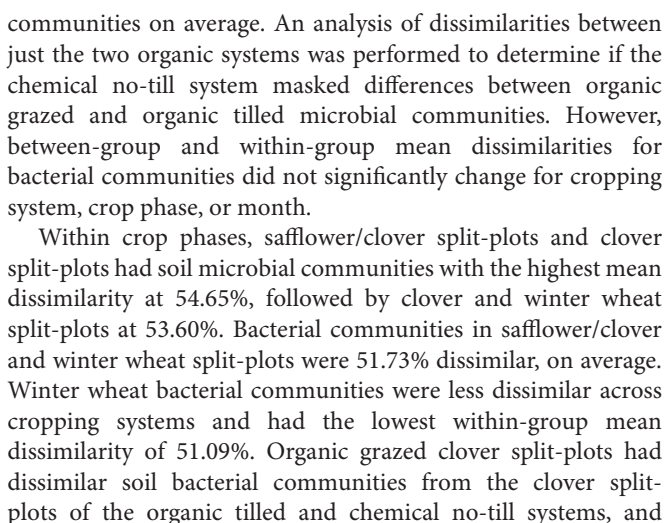 communities on average. An analysis of dissimilarities between
just the two organic systems was performed to determine if the
chemical no-till system masked differences between organic
grazed and organic tilled microbial communities. However,
between-group and within-group mean dissimilarities for
bacterial communities did not significantly change for cropping
system, crop phase, or month.
Within crop phases, safflower/clover split-plots and clover
split-plots had soil microbial communities with the highest mean
dissimilarity at 54.65%, followed by clover and winter wheat
split-plots at 53.60%. Bacterial communities in safflower/clover
and winter wheat split-plots were 51.73% dissimilar, on average.
Winter wheat bacterial communities were less dissimilar across
cropping systems and had the lowest within-group mean
dissimilarity of 51.09%. Organic grazed clover split-plots had
dissimilar soil bacterial communities from the clover split-
plots of the organic tilled and chemical no-till systems, and